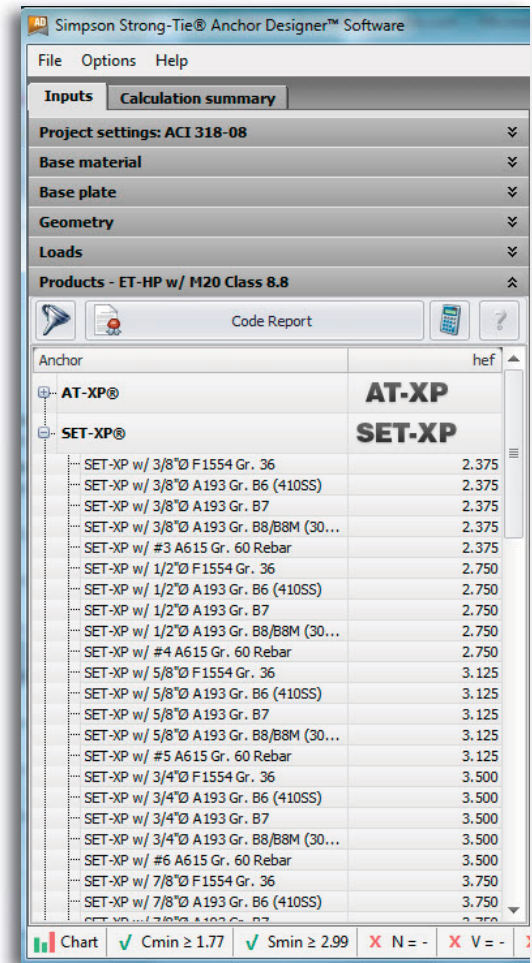 Simpson Strong-Tie® Anchor Designer™ Software
File Options Help
Inputs Calculation summary
Project settings: ACI 318-08
Base material
Base plate
Geometry
Loads
Products - ET-HP w/ M20 Class 8.8
Code Report
Anchor hef
AT-XP® AT-XP
SET-XP® SET-XP
SET-XP w/ 3/8"Ø F1554 Gr. 36 2.375
SET-XP w/ 3/8"Ø A193 Gr. B6 (410SS) 2.375
SET-XP w/ 3/8"Ø A193 Gr. B7 2.375
SET-XP w/ 3/8"Ø A193 Gr. B8/B8M (30... 2.375
SET-XP w/ #3 A615 Gr. 60 Rebar 2.375
SET-XP w/ 1/2"Ø F1554 Gr. 36 2.750
SET-XP w/ 1/2"Ø A193 Gr. B6 (410SS) 2.750
SET-XP w/ 1/2"Ø A193 Gr. B7 2.750
SET-XP w/ 1/2"Ø A193 Gr. B8/B8M (30... 2.750
SET-XP w/ #4 A615 Gr. 60 Rebar 2.750
SET-XP w/ 5/8"Ø F1554 Gr. 36 3.125
SET-XP w/ 5/8"Ø A193 Gr. B6 (410SS) 3.125
SET-XP w/ 5/8"Ø A193 Gr. B7 3.125
SET-XP w/ 5/8"Ø A193 Gr. B8/B8M (30... 3.125
SET-XP w/ #5 A615 Gr. 60 Rebar 3.125
SET-XP w/ 3/4"Ø F1554 Gr. 36 3.500
SET-XP w/ 3/4"Ø A193 Gr. B6 (410SS) 3.500
SET-XP w/ 3/4"Ø A193 Gr. B7 3.500
SET-XP w/ 3/4"Ø A193 Gr. B8/B8M (30... 3.500
SET-XP w/ #6 A615 Gr. 60 Rebar 3.500
SET-XP w/ 7/8"Ø F1554 Gr. 36 3.750
SET-XP w/ 7/8"Ø A193 Gr. B6 (410SS) 3.750
Chart √ Cmin ≥ 1.77 √ Smin ≥ 2.99 X N = - X V = -